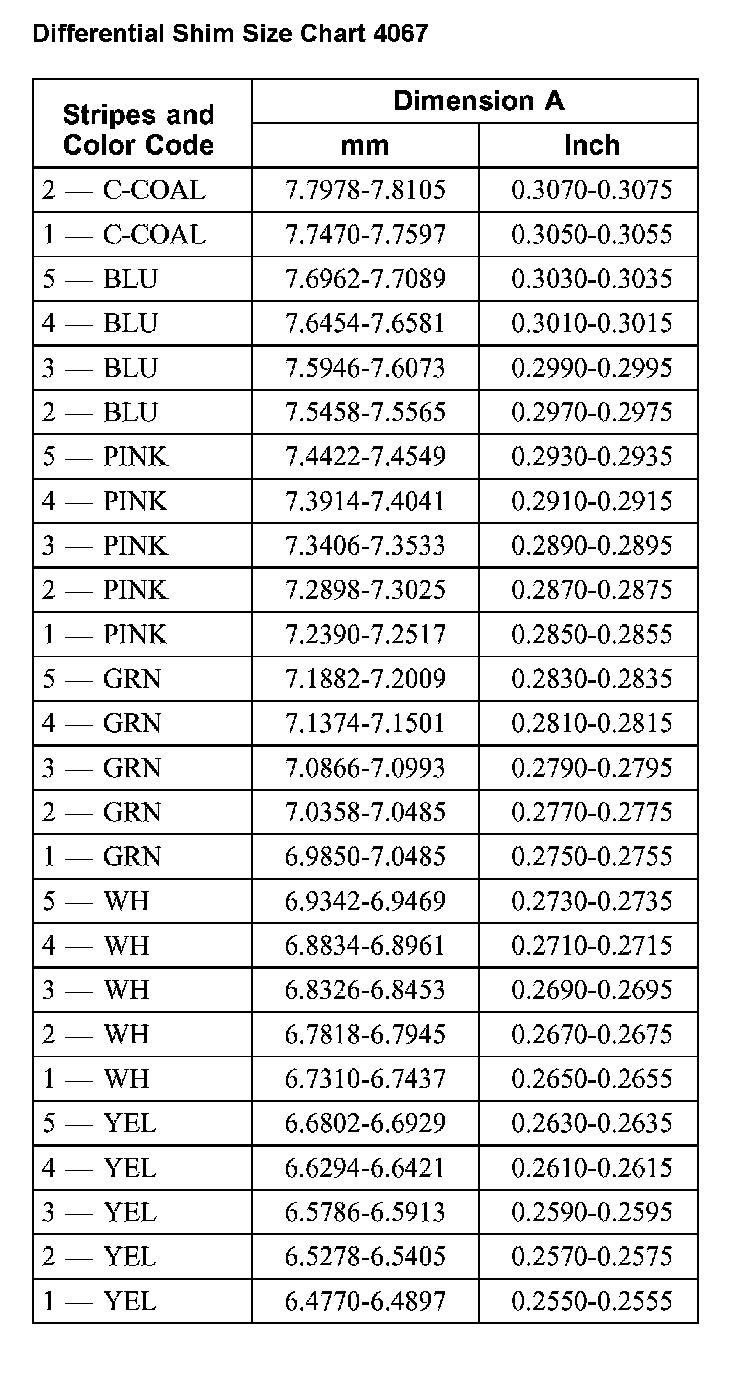 Differential Shim Size Chart 4067
Stripes and Color Code Dimension A
mm Inch
2 — C-COAL 7.7978-7.8105 0.3070-0.3075
1 — C-COAL 7.7470-7.7597 0.3050-0.3055
5 — BLU 7.6962-7.7089 0.3030-0.3035
4 — BLU 7.6454-7.6581 0.3010-0.3015
3 — BLU 7.5946-7.6073 0.2990-0.2995
2 — BLU 7.5458-7.5565 0.2970-0.2975
5 — PINK 7.4422-7.4549 0.2930-0.2935
4 — PINK 7.3914-7.4041 0.2910-0.2915
3 — PINK 7.3406-7.3533 0.2890-0.2895
2 — PINK 7.2898-7.3025 0.2870-0.2875
1 — PINK 7.2390-7.2517 0.2850-0.2855
5 — GRN 7.1882-7.2009 0.2830-0.2835
4 — GRN 7.1374-7.1501 0.2810-0.2815
3 — GRN 7.0866-7.0993 0.2790-0.2795
2 — GRN 7.0358-7.0485 0.2770-0.2775
1 — GRN 6.9850-7.0485 0.2750-0.2755
5 — WH 6.9342-6.9469 0.2730-0.2735
4 — WH 6.8834-6.8961 0.2710-0.2715
3 — WH 6.8326-6.8453 0.2690-0.2695
2 — WH 6.7818-6.7945 0.2670-0.2675
1 — WH 6.7310-6.7437 0.2650-0.2655
5 — YEL 6.6802-6.6929 0.2630-0.2635
4 — YEL 6.6294-6.6421 0.2610-0.2615
3 — YEL 6.5786-6.5913 0.2590-0.2595
2 — YEL 6.5278-6.5405 0.2570-0.2575
1 — YEL 6.4770-6.4897 0.2550-0.2555